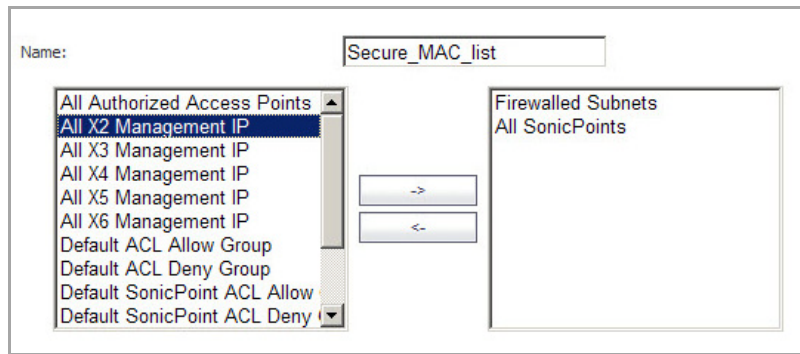 Name:
Secure_MAC_list
All Authorized Access Points
All X2 Management IP
All X3 Management IP
All X4 Management IP
All X5 Management IP
All X6 Management IP
Default ACL Allow Group
Default ACL Deny Group
Default SonicPoint ACL Allow
Default SonicPoint ACL Deny
->
<-
Firewalled Subnets
All SonicPoints